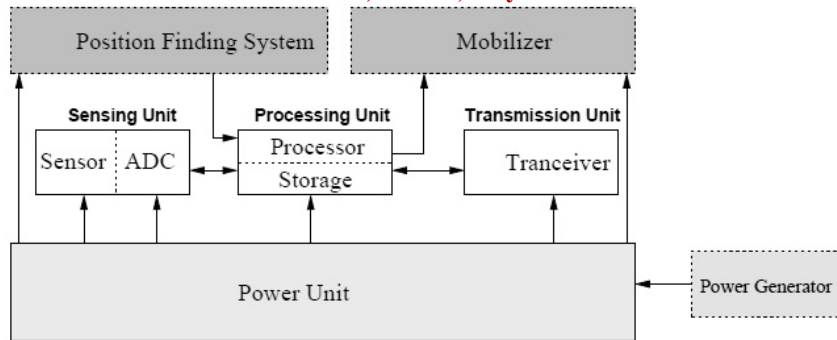 Position Finding System
Mobilizer
Sensing Unit
Processing Unit
Transmission Unit
Sensor
ADC
Processor
Storage
Tranceiver
Power Unit
Power Generator